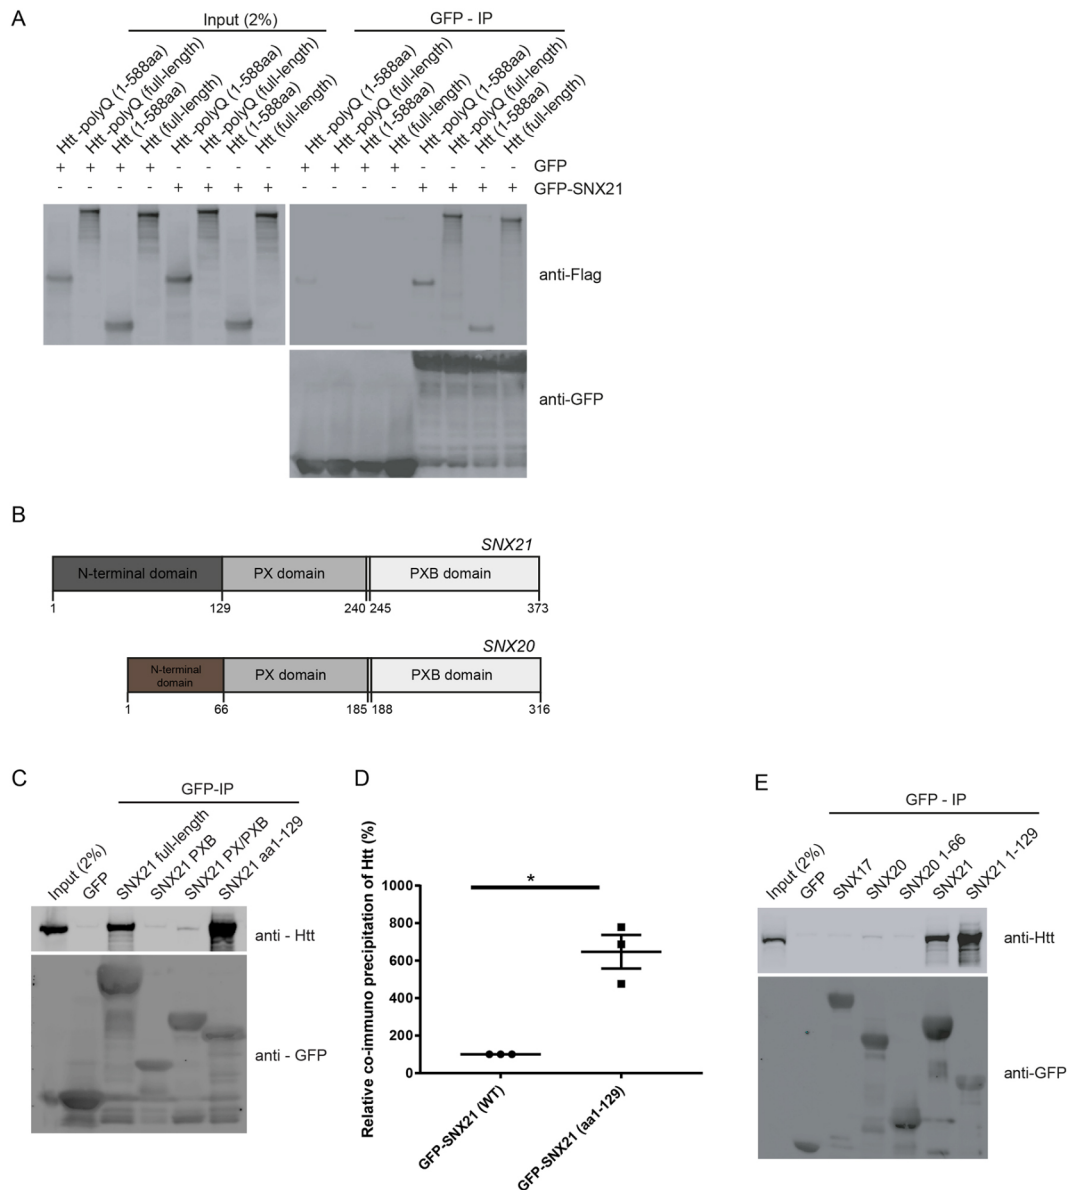 A
Input (2%)
GFP - IP
Htt -polyQ (1-588aa)
Htt -polyQ (full-length)
Htt (1-588aa)
Htt (full-length)
Htt -polyQ (1-588aa)
Htt -polyQ (full-length)
Htt (1-588aa)
Htt (full-length)
Htt -polyQ (1-588aa)
Htt -polyQ (full-length)
Htt (1-588aa)
Htt (full-length)
Htt -polyQ (1-588aa)
Htt -polyQ (full-length)
Htt (1-588aa)
Htt (full-length)
+ + + + - - - - + + + + - - - - GFP
- - - - + + + + - - - - + + + + GFP-SNX21
anti-Flag
anti-GFP
B
SNX21
N-terminal domain PX domain PXB domain
1 129 240 245 373
SNX20
N-terminal
domain
PX domain PXB domain
1 66 185 188 316
C
GFP-IP
Input (2%)
GFP
SNX21 full-length
SNX21 PXB
SNX21 PX/PXB
SNX21 aa1-129
anti - Htt
anti - GFP
D
Relative co-immuno precipitation of Htt (%)
1000
800
600
400
200
0
*
GFP-SNX21 (WT)
GFP-SNX21 (aa1-129)
E
GFP - IP
Input (2%)
GFP
SNX17
SNX20
SNX20 1-66
SNX21
SNX21 1-129
anti-Htt
anti-GFP